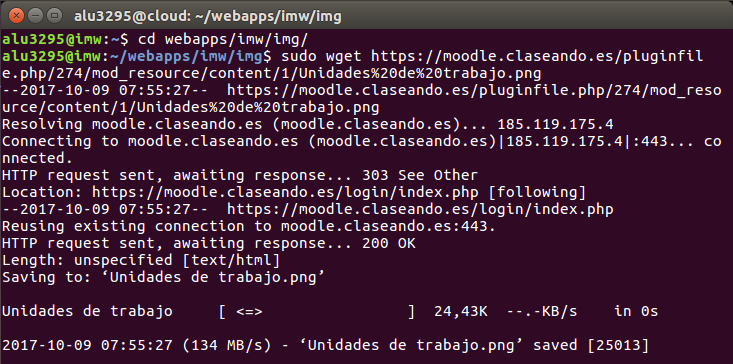 alu3295@cloud: ~/webapps/imw/img
alu3295@imw:~$ cd webapps/imw/img/
alu3295@imw:~/webapps/imw/img$ sudo wget https://moodle.claseando.es/pluginfil
e.php/274/mod_resource/content/1/Unidades%20de%20trabajo.png
--2017-10-09 07:55:27--  https://moodle.claseando.es/pluginfile.php/274/mod_reso
urce/content/1/Unidades%20de%20trabajo.png
Resolving moodle.claseando.es (moodle.claseando.es)... 185.119.175.4
Connecting to moodle.claseando.es (moodle.claseando.es)|185.119.175.4|:443... co
nnected.
HTTP request sent, awaiting response... 303 See Other
Location: https://moodle.claseando.es/login/index.php [following]
--2017-10-09 07:55:27--  https://moodle.claseando.es/login/index.php
Reusing existing connection to moodle.claseando.es:443.
HTTP request sent, awaiting response... 200 OK
Length: unspecified [text/html]
Saving to: ‘Unidades de trabajo.png’
Unidades de trabajo     [ <=>                 ]  24,43K  --.-KB/s    in 0s
2017-10-09 07:55:27 (134 MB/s) - ‘Unidades de trabajo.png’ saved [25013]